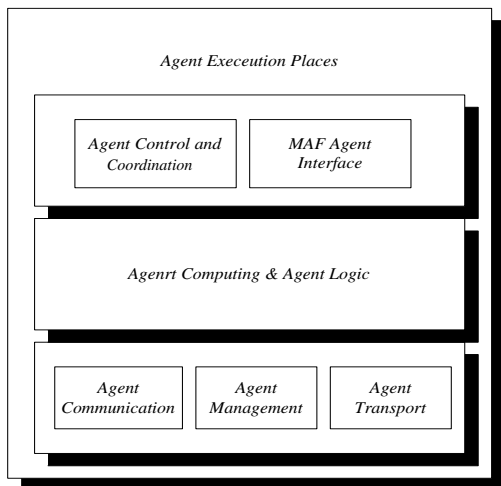 Agent Execeution Places
Agent Control and
Coordination
MAF Agent
Interface
Agenrt Computing & Agent Logic
Agent
Communication
Agent
Management
Agent
Transport